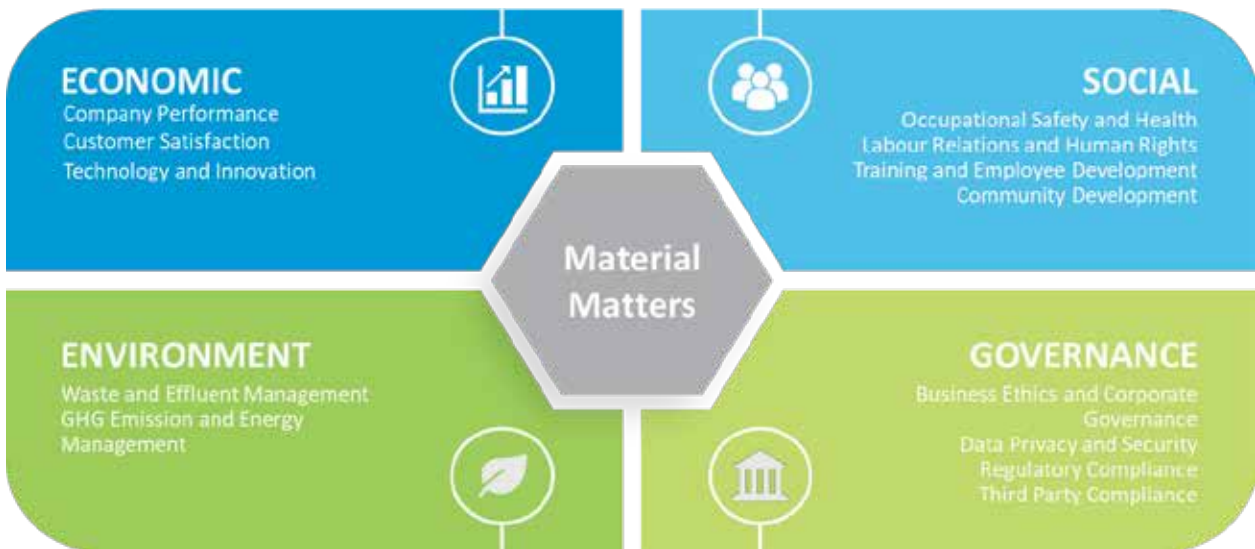 ECONOMIC
Company Performance
Customer Satisfaction
Technology and Innovation
SOCIAL
Occupational Safety and Health
Labour Relations and Human Rights
Training and Employee Development
Community Development
Material
Matters
ENVIRONMENT
Waste and Effluent Management
GHG Emission and Energy
Management
GOVERNANCE
Business Ethics and Corporate
Governance
Data Privacy and Security
Regulatory Compliance
Third Party Compliance